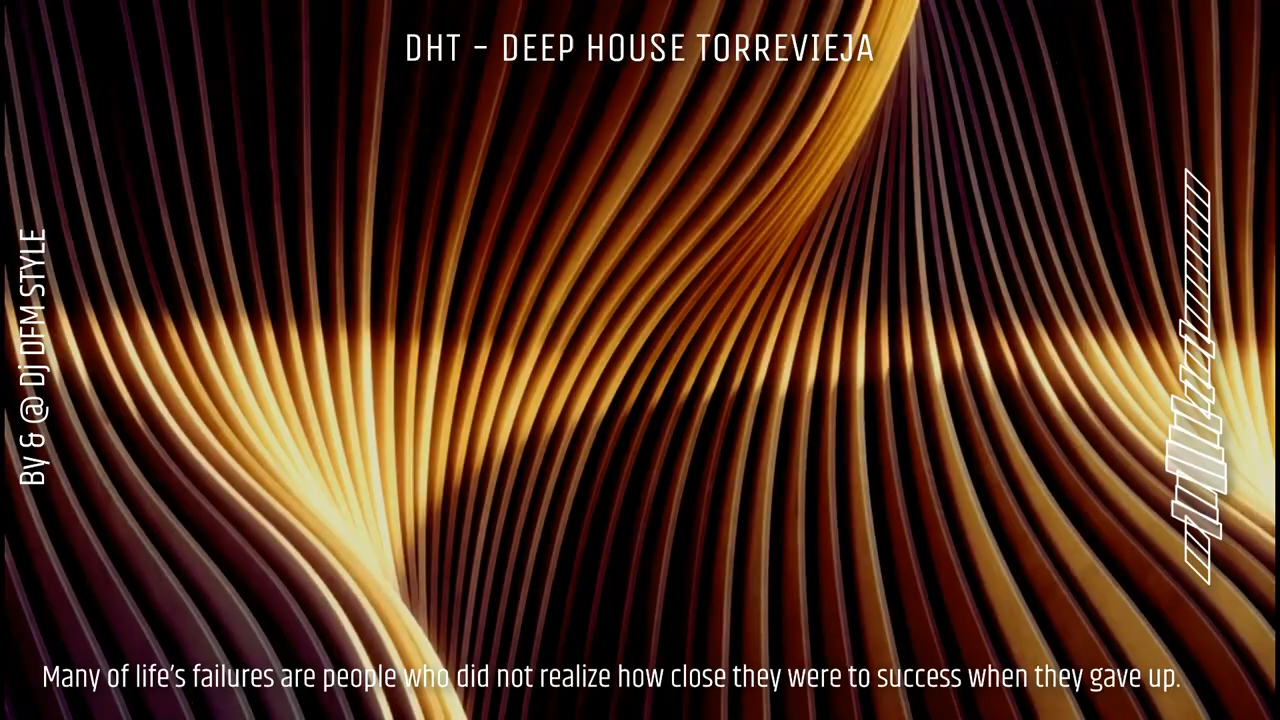 DHT - DEEP HOUSE TORREVIEJA
By & @ Dj DFM STYLE
Many of life's failures are people who did not realize how close they were to success when they gave up.